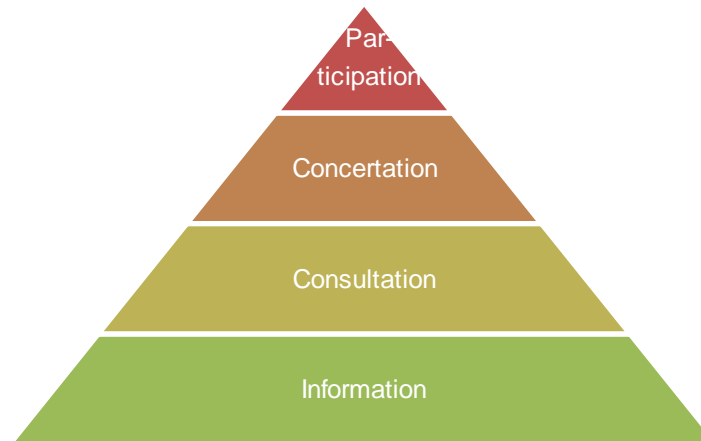 Par-
ticipation
Concertation
Consultation
Information